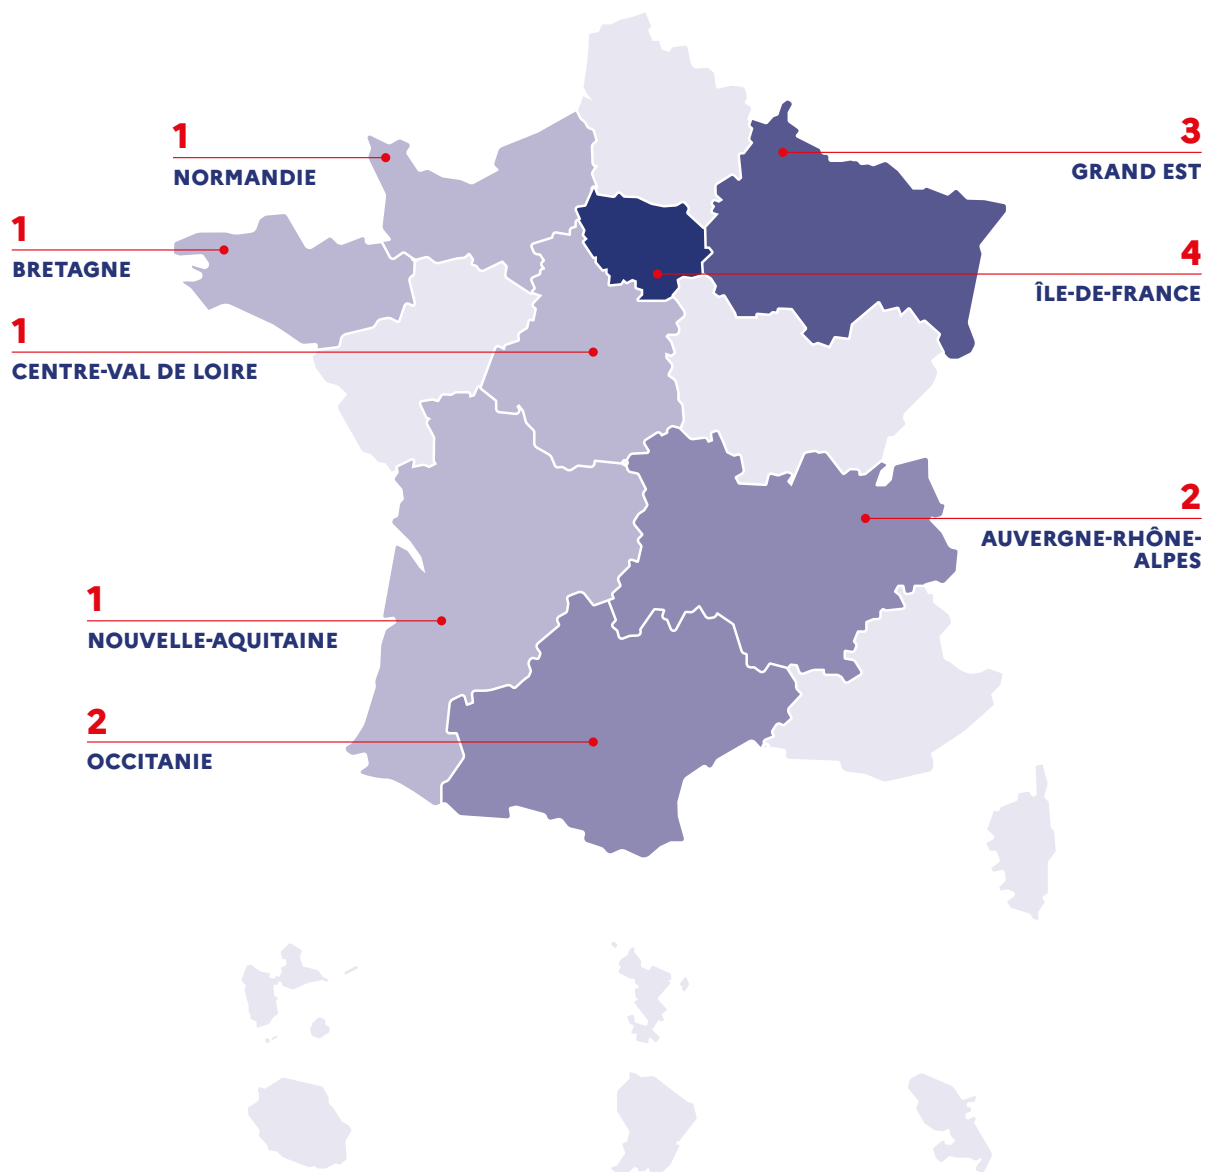 1
NORMANDIE
3
GRAND EST
1
BRETAGNE
4
ÎLE-DE-FRANCE
1
CENTRE-VAL DE LOIRE
2
AUVERGNE-RHÔNE-
ALPES
1
NOUVELLE-AQUITAINE
2
OCCITANIE